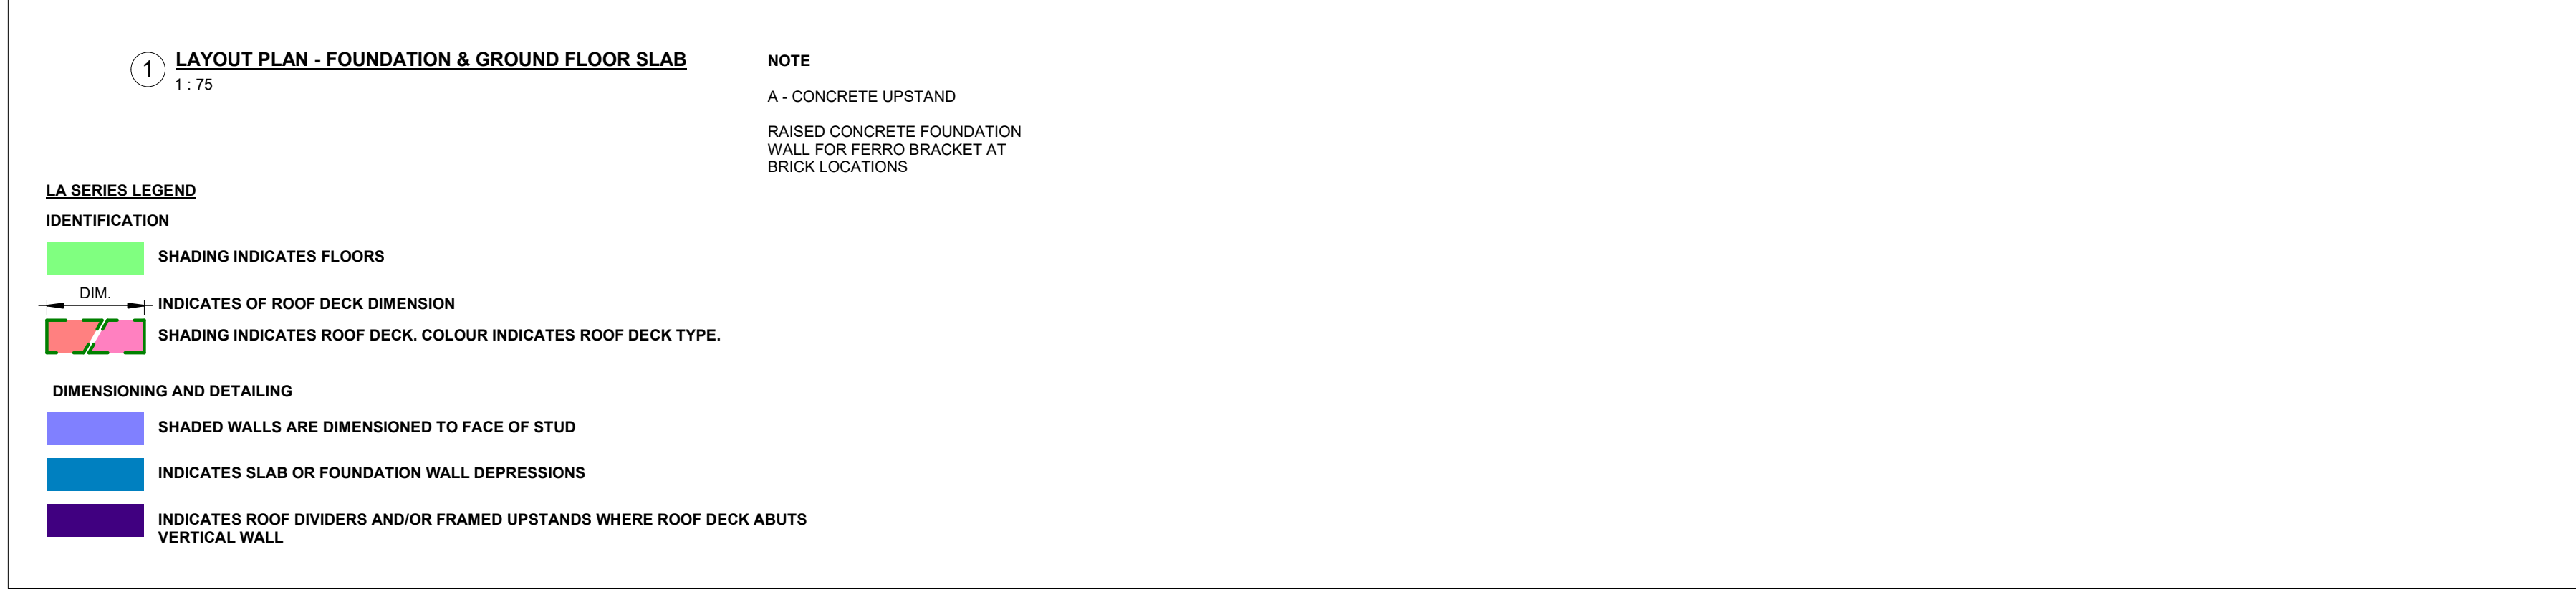 1
LAYOUT PLAN - FOUNDATION & GROUND FLOOR SLAB
1 : 75
NOTE
A - CONCRETE UPSTAND
RAISED CONCRETE FOUNDATION
WALL FOR FERRO BRACKET AT
BRICK LOCATIONS
LA SERIES LEGEND
IDENTIFICATION
SHADING INDICATES FLOORS
DIM.
INDICATES OF ROOF DECK DIMENSION
SHADING INDICATES ROOF DECK. COLOUR INDICATES ROOF DECK TYPE.
DIMENSIONING AND DETAILING
SHADED WALLS ARE DIMENSIONED TO FACE OF STUD
INDICATES SLAB OR FOUNDATION WALL DEPRESSIONS
INDICATES ROOF DIVIDERS AND/OR FRAMED UPSTANDS WHERE ROOF DECK ABUTS
VERTICAL WALL